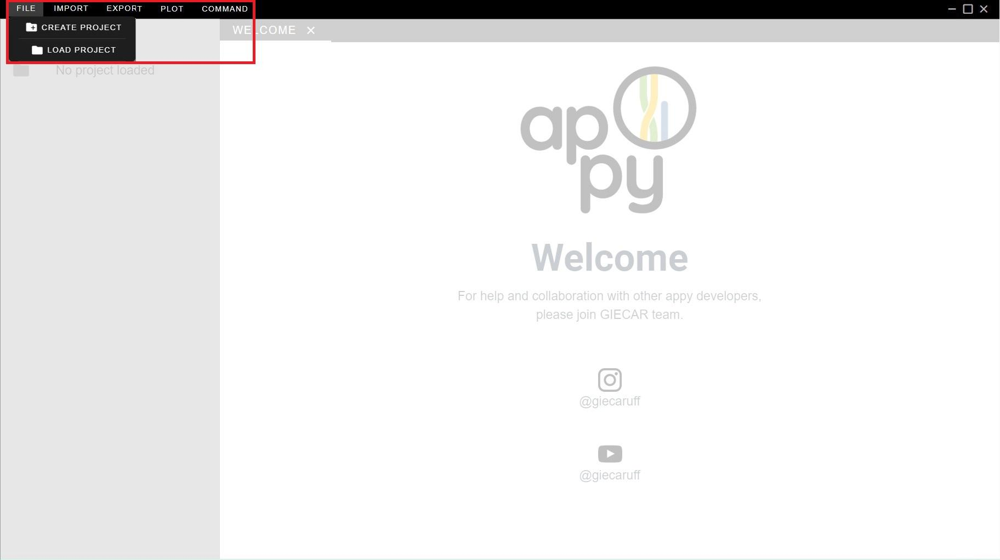 FILE IMPORT EXPORT PLOT COMMAND
CREATE PROJECT
LOAD PROJECT
WELCOME
No project loaded
ap
py
Welcome
For help and collaboration with other appy developers,
please join GIECAR team.
@giecaruff
@giecaruff